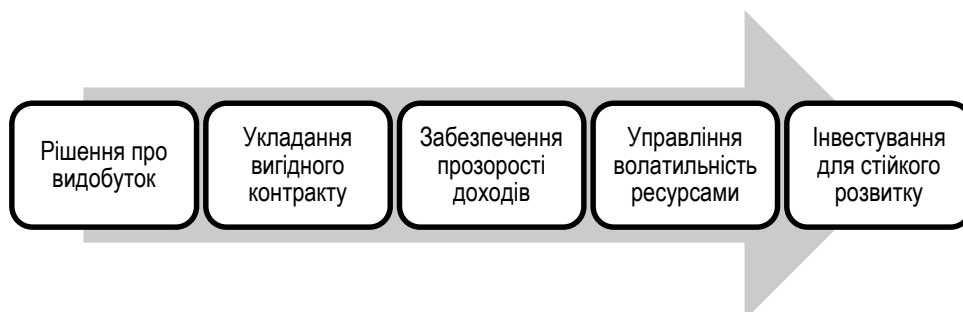 Рішення про
видобуток
Укладання
вигідного
контракту
Забезпечення
прозорості
доходів
Управління
волатильність
ресурсами
Інвестування
для стійкого
розвитку